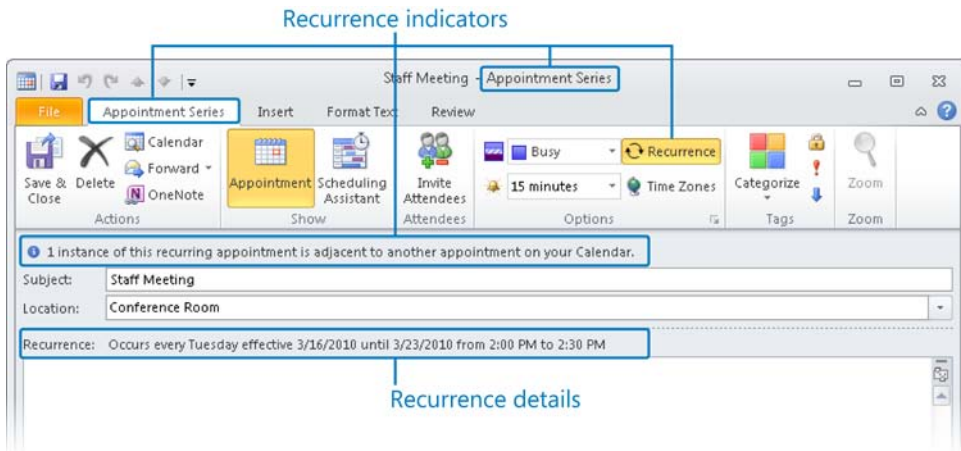 Recurrence indicators
Staff Meeting - Appointment Series
File Appointment Series Insert Format Text Review
Calendar
Forward
OneNote
Save & Close
Delete
Actions
Appointment
Scheduling Assistant
Show
Invite Attendees
Attendees
Busy
Recurrence
15 minutes
Time Zones
Options
Categorize
Tags
Zoom
Zoom
1 instance of this recurring appointment is adjacent to another appointment on your Calendar.
Subject: Staff Meeting
Location: Conference Room
Recurrence: Occurs every Tuesday effective 3/16/2010 until 3/23/2010 from 2:00 PM to 2:30 PM
Recurrence details